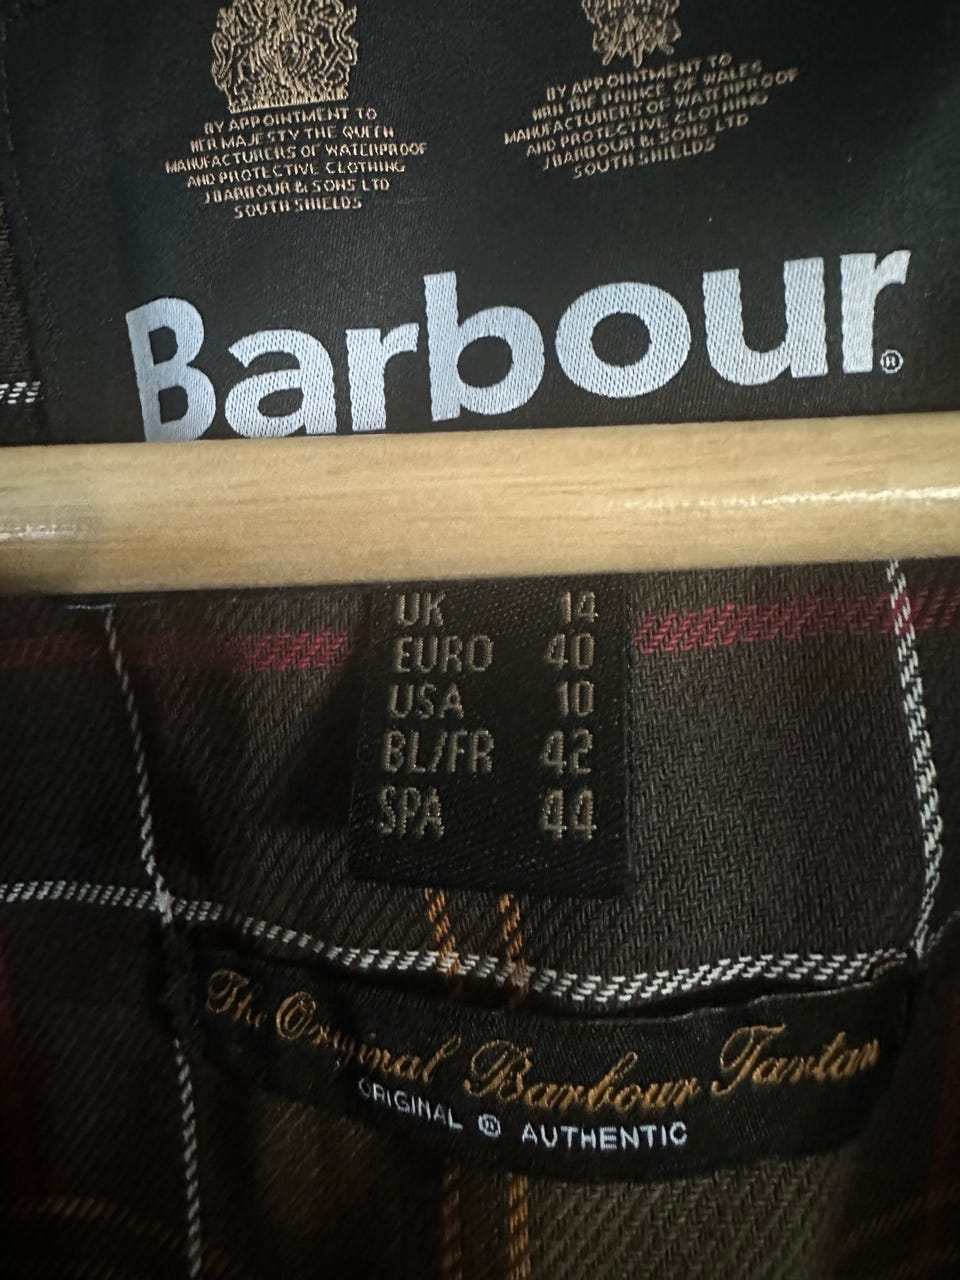 BY APPOINTMENT TO
HER MAJESTY THE QUEEN
MANUFACTURERS OF WATERPROOF
AND PROTECTIVE CLOTHING
J BARBOUR & SONS LTD
SOUTH SHIELDS
BY APPOINTMENT TO
HRH THE PRINCE OF WALES
MANUFACTURERS OF WATERPROOF
AND PROTECTIVE CLOTHING
J BARBOUR & SONS LTD
SOUTH SHIELDS
Barbour®
UK 14
EURO 40
USA 10
BL/FR 42
SPA 44
The Original Barbour Tartan
ORIGINAL ® AUTHENTIC